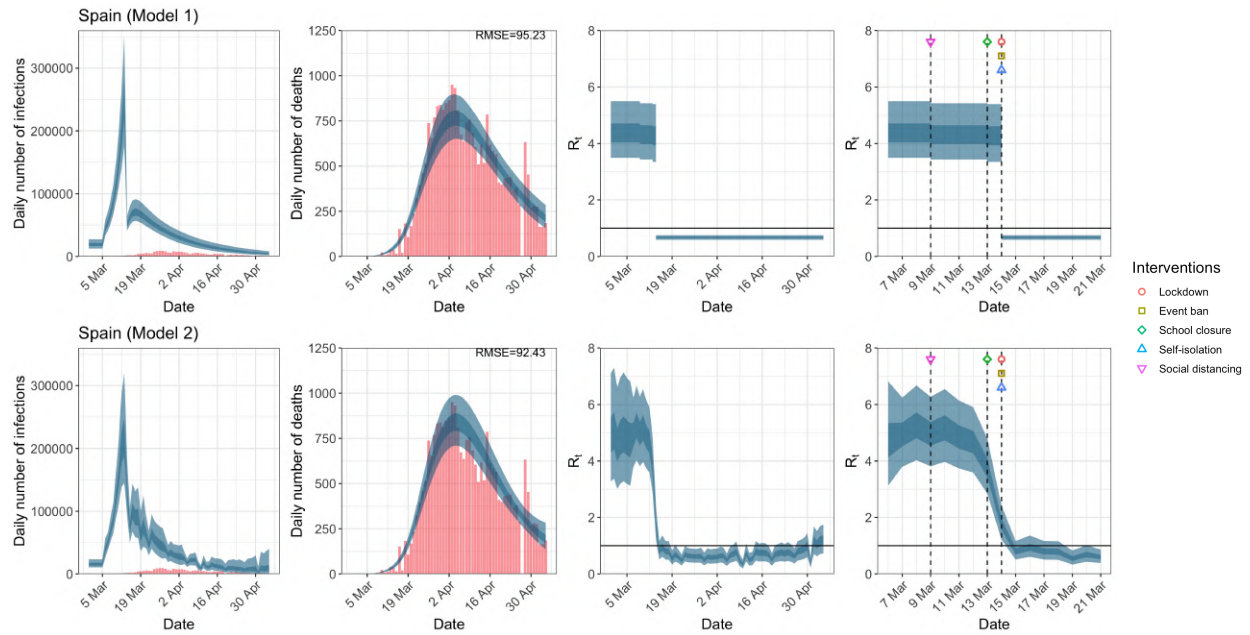 Spain (Model 1)
Daily number of infections
300000
200000
100000
0
5 Mar
19 Mar
2 Apr
16 Apr
30 Apr
Date
Daily number of deaths
1250
1000
750
500
250
0
RMSE=95.23
5 Mar
19 Mar
2 Apr
16 Apr
30 Apr
Date
Rt
8
6
4
2
0
5 Mar
19 Mar
2 Apr
16 Apr
30 Apr
Date
Rt
8
6
4
2
0
7 Mar
9 Mar
11 Mar
13 Mar
15 Mar
17 Mar
19 Mar
21 Mar
Date
Spain (Model 2)
Daily number of infections
300000
200000
100000
0
5 Mar
19 Mar
2 Apr
16 Apr
30 Apr
Date
Daily number of deaths
1250
1000
750
500
250
0
RMSE=92.43
5 Mar
19 Mar
2 Apr
16 Apr
30 Apr
Date
Rt
8
6
4
2
0
5 Mar
19 Mar
2 Apr
16 Apr
30 Apr
Date
Rt
8
6
4
2
0
7 Mar
9 Mar
11 Mar
13 Mar
15 Mar
17 Mar
19 Mar
21 Mar
Date
Interventions
Lockdown
Event ban
School closure
Self-isolation
Social distancing